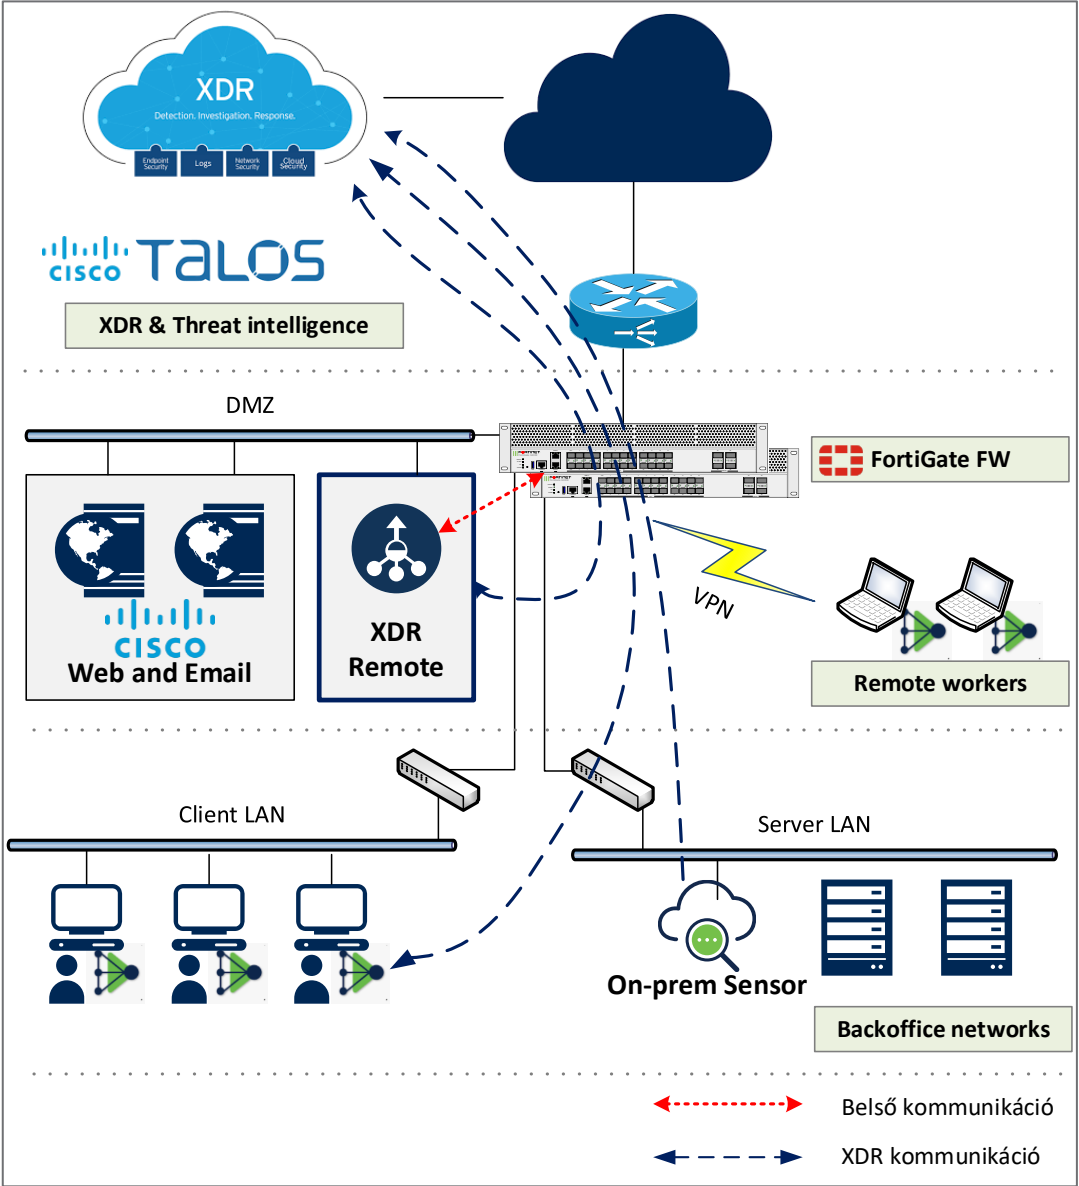 XDR
Detection. Investigation. Response.
Endpoint
Security
Logs
Network
Security
Cloud
Security
CISCO
TALOS
XDR & Threat intelligence
DMZ
FORTINET
FORTINET
FortiGate FW
CISCO
Web and Email
XDR
Remote
VPN
Remote workers
Client LAN
Server LAN
On-prem Sensor
Backoffice networks
Belső kommunikáció
XDR kommunikáció